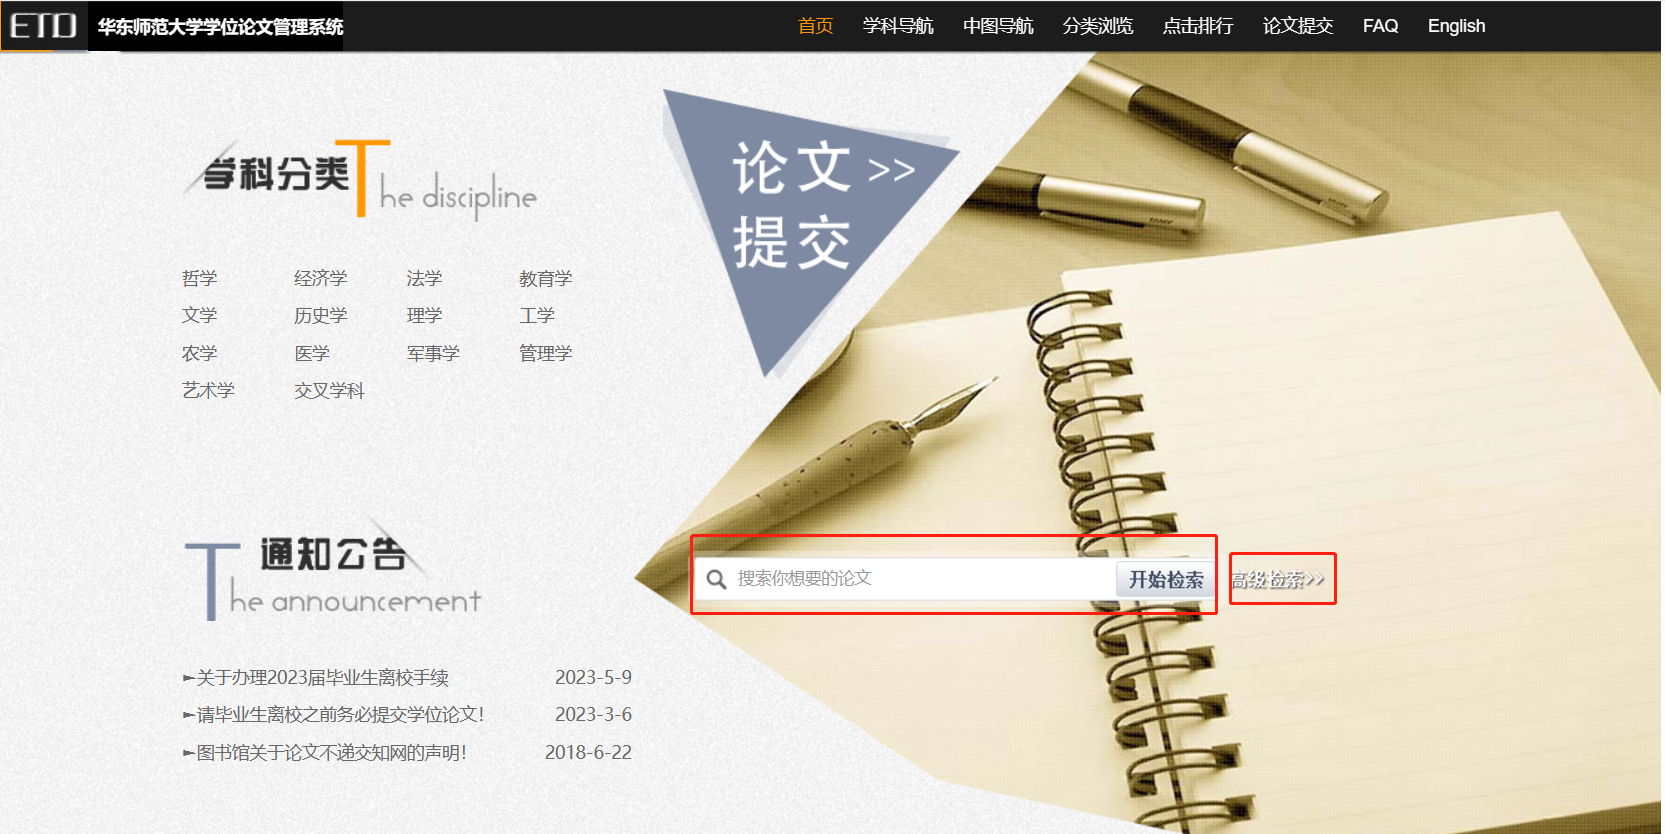 ETD 华东师范大学学位论文管理系统 首页 学科导航 中图导航 分类浏览 点击排行 论文提交 FAQ English
学科分类 The discipline
哲学 经济学 法学 教育学
文学 历史学 理学 工学
农学 医学 军事学 管理学
艺术学 交叉学科
论文 >>
提交
通知公告
The announcement
►关于办理2023届毕业生离校手续 2023-5-9
►请毕业生离校之前务必提交学位论文! 2023-3-6
►图书馆关于论文不递交知网的声明! 2018-6-22
搜索你想要的论文 开始检索 高级检索>>